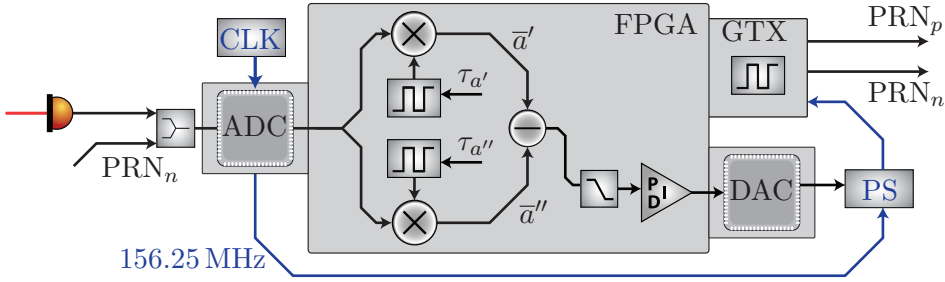 CLK
FPGA
GTX
PRN_p
PRN_n
ADC
PRN_n
τ_a′
a̅′
τ_a″
a̅″
P I D
DAC
PS
156.25 MHz